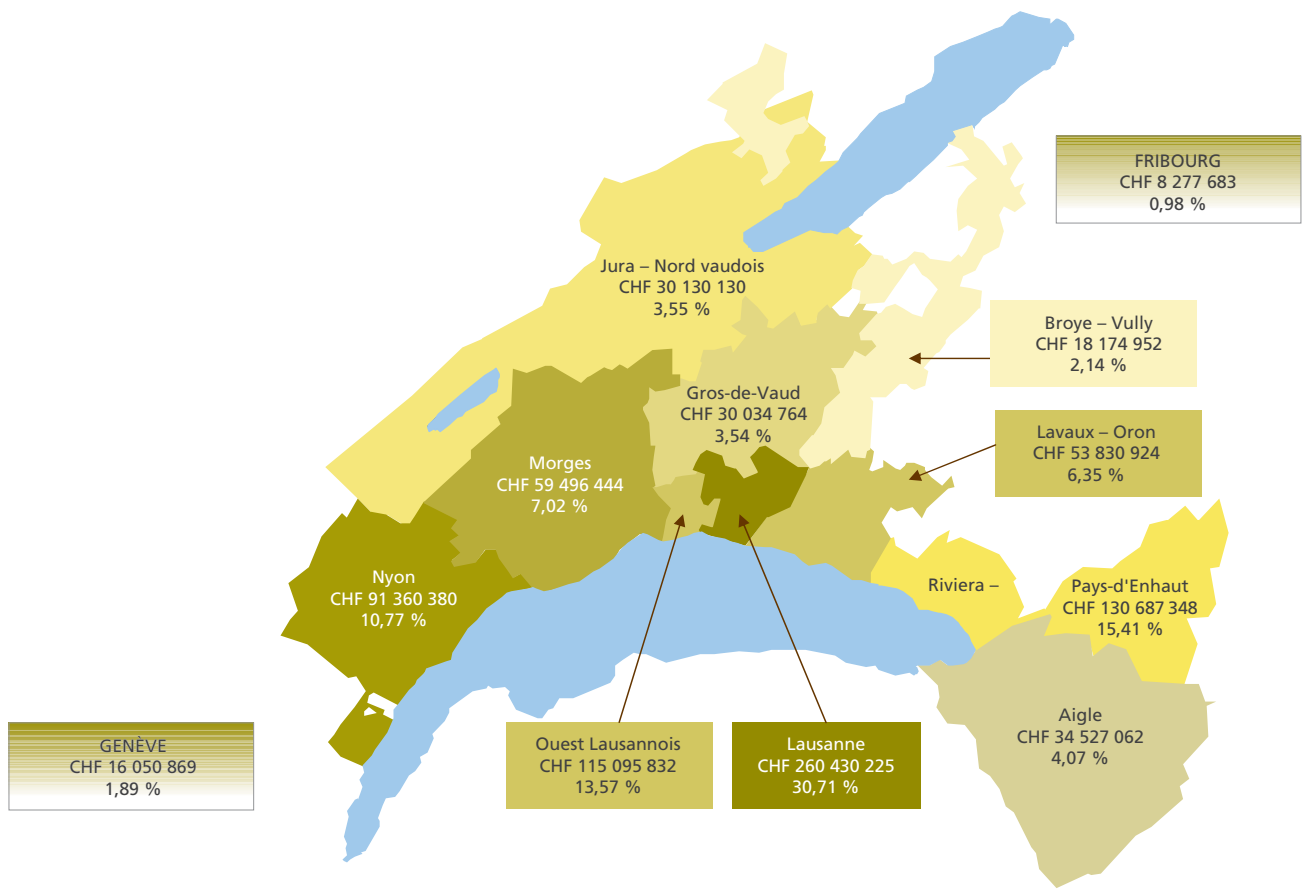 FRIBOURG
CHF 8 277 683
0,98 %
Jura – Nord vaudois
CHF 30 130 130
3,55 %
Broye – Vully
CHF 18 174 952
2,14 %
Gros-de-Vaud
CHF 30 034 764
3,54 %
Lavaux – Oron
CHF 53 830 924
6,35 %
Morges
CHF 59 496 444
7,02 %
Nyon
CHF 91 360 380
10,77 %
Riviera –
Pays-d'Enhaut
CHF 130 687 348
15,41 %
Aigle
CHF 34 527 062
4,07 %
GENÈVE
CHF 16 050 869
1,89 %
Ouest Lausannois
CHF 115 095 832
13,57 %
Lausanne
CHF 260 430 225
30,71 %